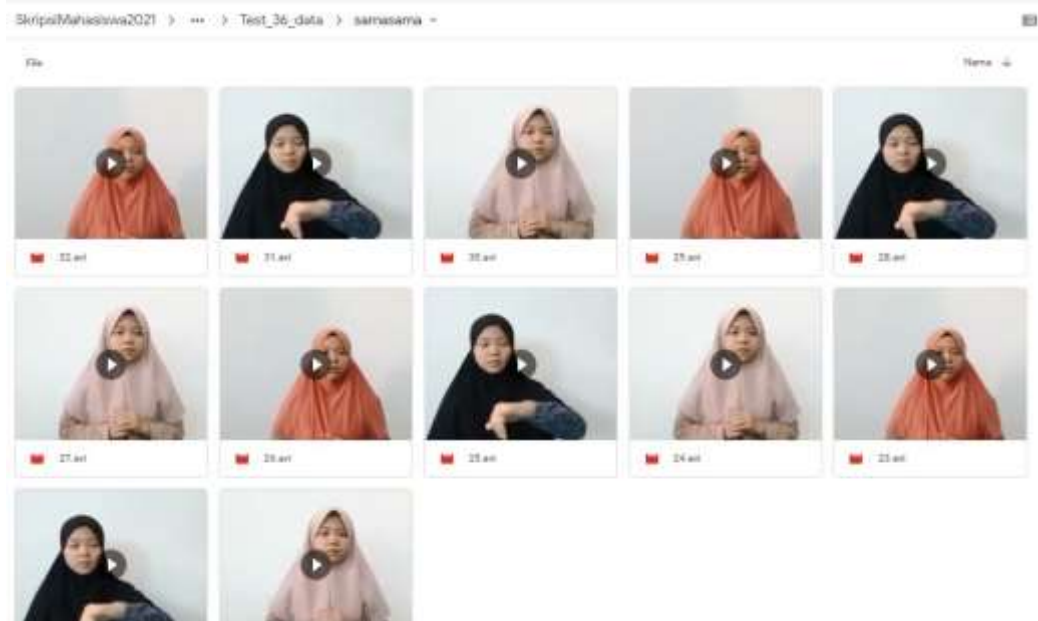 SkripsiMahasiswa2021 > ··· > Test_36_data > samasama
File
Nama ↓
32.avi
31.avi
30.avi
29.avi
28.avi
27.avi
26.avi
25.avi
24.avi
23.avi